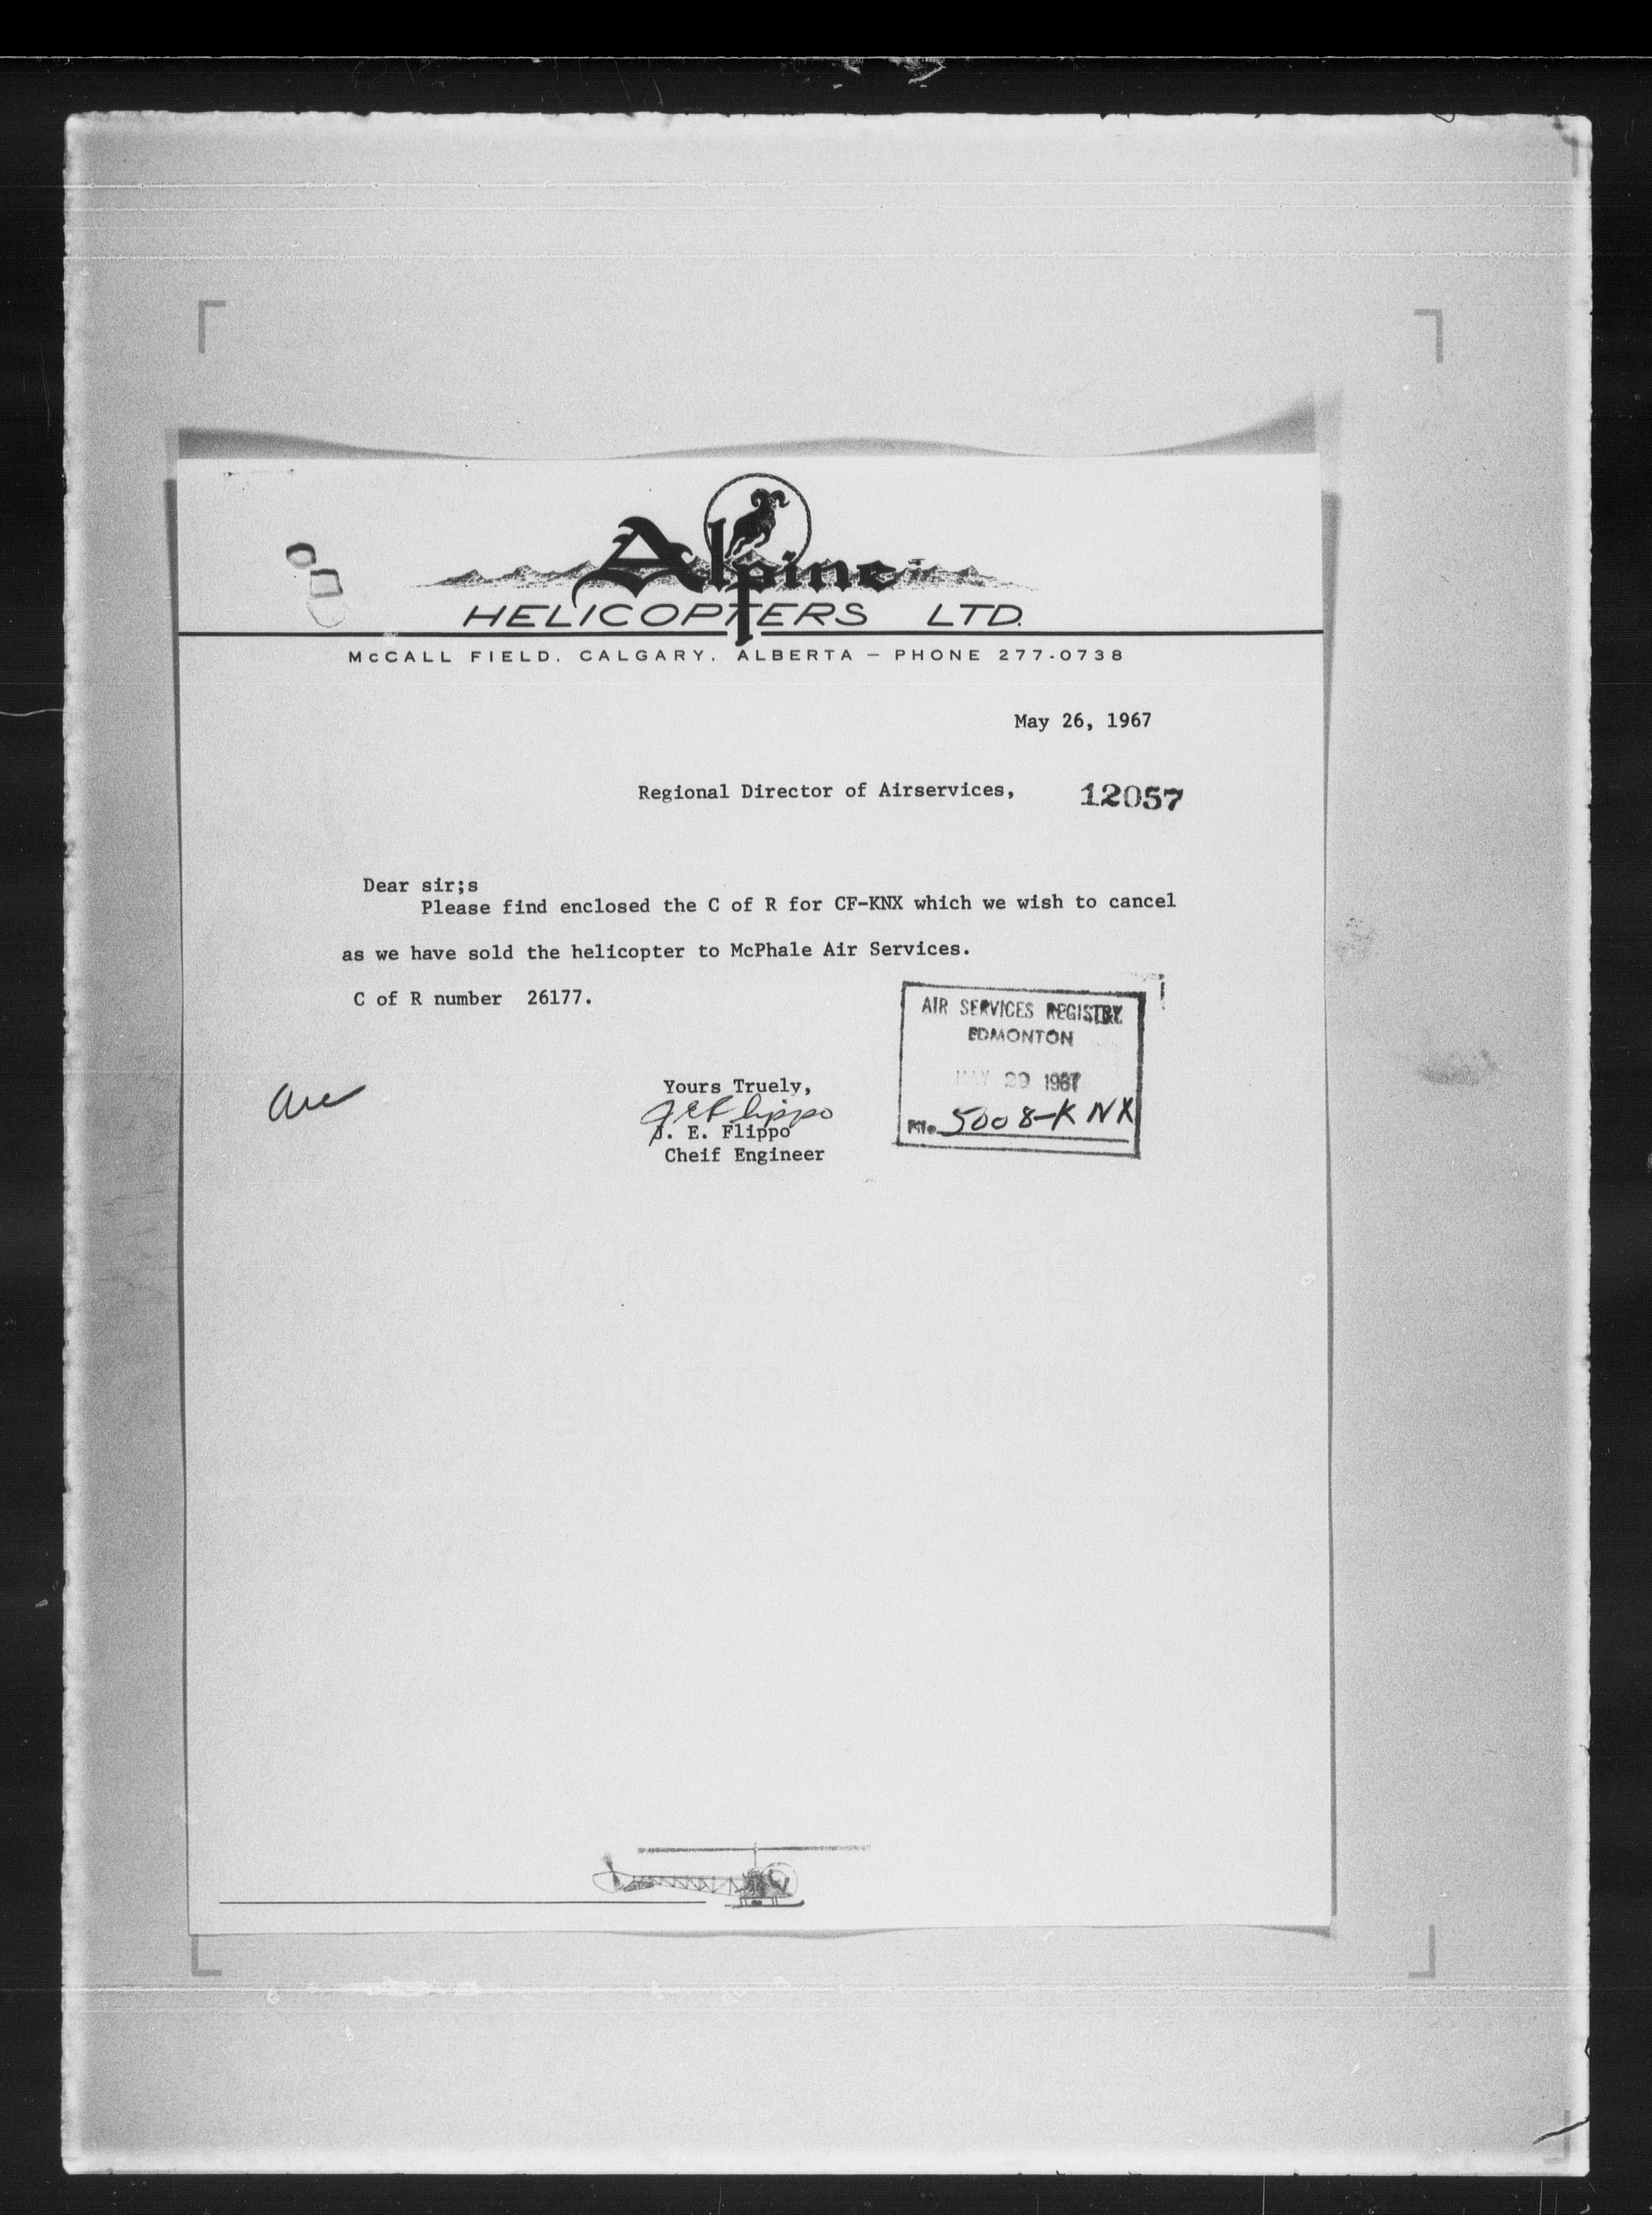 Alpine
HELICOPTERS LTD.
McCALL FIELD, CALGARY, ALBERTA — PHONE 277-0738
May 26, 1967
Regional Director of Airservices,
12057
Dear sir;s
Please find enclosed the C of R for CF-KNX which we wish to cancel
as we have sold the helicopter to McPhale Air Services.
C of R number 26177.
AIR SERVICES REGISTRY
EDMONTON
MAY 29 1967
File 5008-KNX
Yours Truely,
J E Flippo
J. E. Flippo
Cheif Engineer